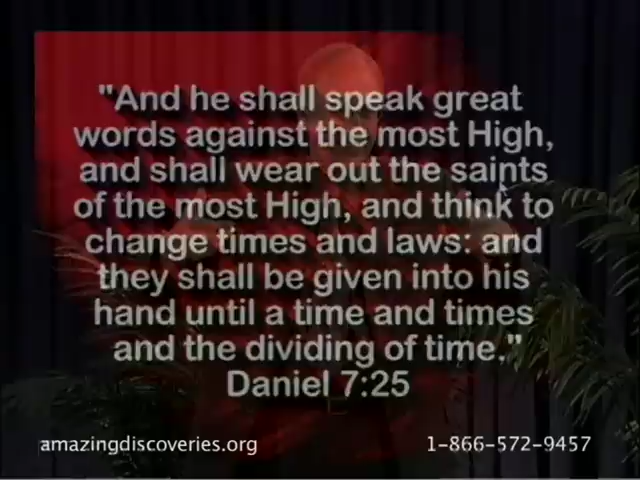 "And he shall speak great
words against the most High,
and shall wear out the saints
of the most High, and think to
change times and laws: and
they shall be given into his
hand until a time and times
and the dividing of time."
Daniel 7:25
amazingdiscoveries.org 1-866-572-9457